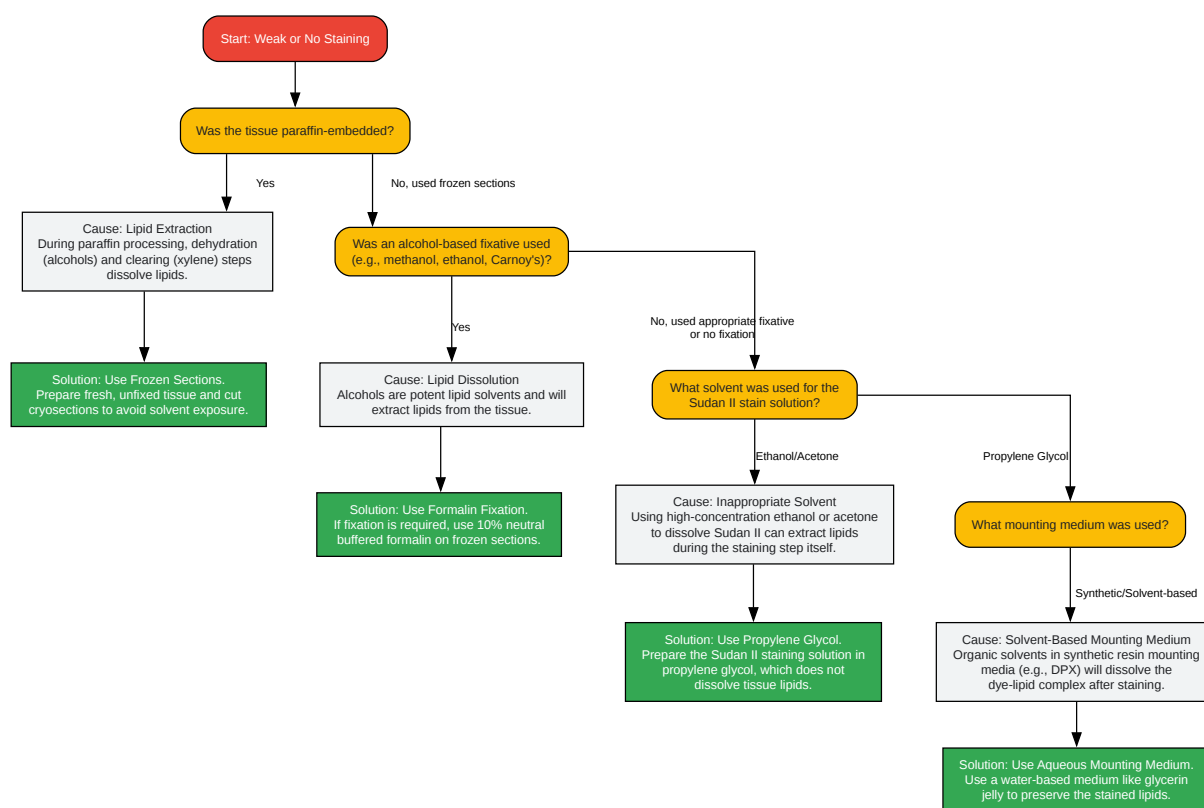 Start: Weak or No Staining
Was the tissue paraffin-embedded?
Yes
No, used frozen sections
Cause: Lipid Extraction
During paraffin processing, dehydration
(alcohols) and clearing (xylene) steps
dissolve lipids.
Was an alcohol-based fixative used
(e.g., methanol, ethanol, Carnoy's)?
Yes
No, used appropriate fixative
or no fixation
Solution: Use Frozen Sections.
Prepare fresh, unfixed tissue and cut
cryosections to avoid solvent exposure.
Cause: Lipid Dissolution
Alcohols are potent lipid solvents and will
extract lipids from the tissue.
What solvent was used for the
Sudan II stain solution?
Ethanol/Acetone
Propylene Glycol
Solution: Use Formalin Fixation.
If fixation is required, use 10% neutral
buffered formalin on frozen sections.
Cause: Inappropriate Solvent
Using high-concentration ethanol or acetone
to dissolve Sudan II can extract lipids
during the staining step itself.
What mounting medium was used?
Synthetic/Solvent-based
Solution: Use Propylene Glycol.
Prepare the Sudan II staining solution in
propylene glycol, which does not
dissolve tissue lipids.
Cause: Solvent-Based Mounting Medium
Organic solvents in synthetic resin mounting
media (e.g., DPX) will dissolve the
dye-lipid complex after staining.
Solution: Use Aqueous Mounting Medium.
Use a water-based medium like glycerin
jelly to preserve the stained lipids.